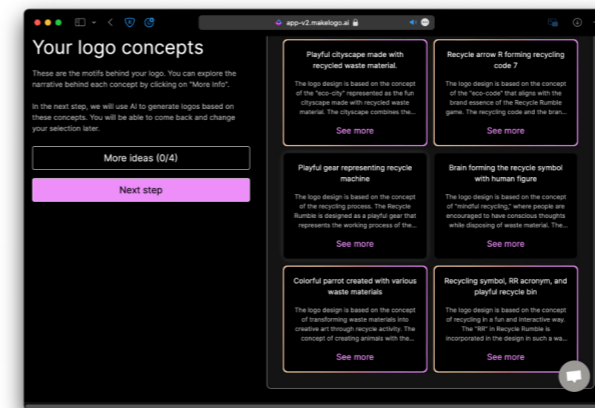 app-v2.makelogo.ai
Your logo concepts
These are the motifs behind your logo. You can explore the
narrative behind each concept by clicking on "More info".
In the next step, we will use AI to generate logos based on
these concepts. You will be able to come back and change
your selection later.
More ideas (0/4)
Next step
Playful cityscape made with
recycled waste material.
The logo design is based on the concept
of the "eco-city" represented as the fun
cityscape made with recycled waste
material. The cityscape combines the...
See more
Recycle arrow R forming recycling
code 7
The logo design is based on the concept
of the "eco-code" that aligns with the
brand essence of the Recycle Rumble
game. The recycling code and the bran...
See more
Playful gear representing recycle
machine
The logo design is based on the concept
of the recycling process. The Recycle
Rumble is designed as a playful gear that
represents the working process of the...
See more
Brain forming the recycle symbol
with human figure
The logo design is based on the concept
of "mindful recycling," where people are
encouraged to have conscious thoughts
while disposing of waste material. The...
See more
Colorful parrot created with various
waste materials
The logo design is based on the concept
of transforming waste materials into
creative art through recycle activity. The
concept of creating animals with the...
See more
Recycling symbol, RR acronym, and
playful recycle bin
The logo design is based on the concept
of recycling in a fun and interactive way.
The "RR" in Recycle Rumble is
incorporated in the design in such a wa...
See more